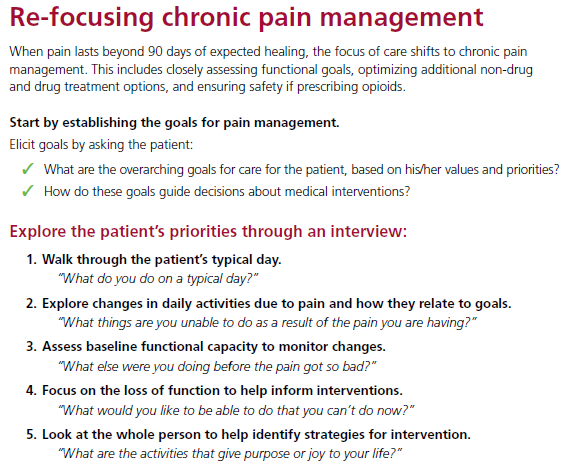 Re-focusing chronic pain management
When pain lasts beyond 90 days of expected healing, the focus of care shifts to chronic pain
management. This includes closely assessing functional goals, optimizing additional non-drug
and drug treatment options, and ensuring safety if prescribing opioids.
Start by establishing the goals for pain management.
Elicit goals by asking the patient:
✓ What are the overarching goals for care for the patient, based on his/her values and priorities?
✓ How do these goals guide decisions about medical interventions?
Explore the patient’s priorities through an interview:
1. Walk through the patient’s typical day.
“What do you do on a typical day?”
2. Explore changes in daily activities due to pain and how they relate to goals.
“What things are you unable to do as a result of the pain you are having?”
3. Assess baseline functional capacity to monitor changes.
“What else were you doing before the pain got so bad?”
4. Focus on the loss of function to help inform interventions.
“What would you like to be able to do that you can’t do now?”
5. Look at the whole person to help identify strategies for intervention.
“What are the activities that give purpose or joy to your life?”